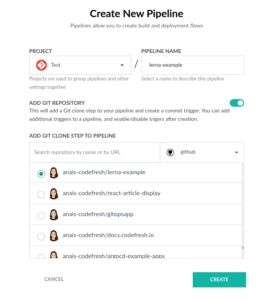 Create New Pipeline
Pipelines allow you to create build and deployment flows
PROJECT
PIPELINE NAME
Test
/
lerna-example
Projects are used to group pipelines and other
settings together
Select a name to describe this pipeline
ADD GIT REPOSITORY
This will add a Git clone step to your pipeline and create a commit trigger. You can add
additional triggers to a pipeline, and enable/disable triggers after creation.
ADD GIT CLONE STEP TO PIPELINE
Search repository by name or by URL
github
anais-codefresh/lerna-example
anais-codefresh/react-article-display
anais-codefresh/gitopsapp
anais-codefresh/docs.codefresh.io
anais-codefresh/argocd-example-apps
CANCEL
CREATE